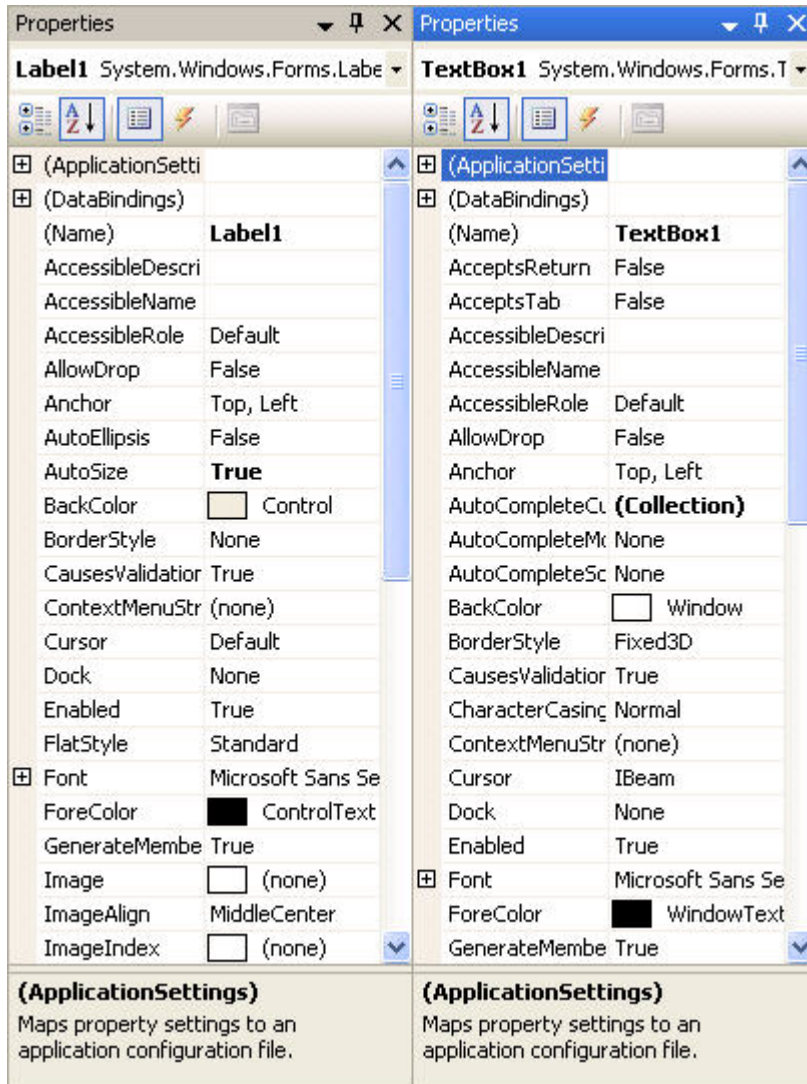 Properties
Label1 System.Windows.Forms.Labe
(ApplicationSetti
(DataBindings)
(Name) Label1
AccessibleDescri
AccessibleName
AccessibleRole Default
AllowDrop False
Anchor Top, Left
AutoEllipsis False
AutoSize True
BackColor Control
BorderStyle None
CausesValidation True
ContextMenuStr (none)
Cursor Default
Dock None
Enabled True
FlatStyle Standard
Font Microsoft Sans Se
ForeColor ControlText
GenerateMembe True
Image (none)
ImageAlign MiddleCenter
ImageIndex (none)
(ApplicationSettings)
Maps property settings to an
application configuration file.
Properties
TextBox1 System.Windows.Forms.T
(ApplicationSetti
(DataBindings)
(Name) TextBox1
AcceptsReturn False
AcceptsTab False
AccessibleDescri
AccessibleName
AccessibleRole Default
AllowDrop False
Anchor Top, Left
AutoCompleteCu (Collection)
AutoCompleteMo None
AutoCompleteSo None
BackColor Window
BorderStyle Fixed3D
CausesValidation True
CharacterCasing Normal
ContextMenuStr (none)
Cursor IBeam
Dock None
Enabled True
Font Microsoft Sans Se
ForeColor WindowText
GenerateMembe True
(ApplicationSettings)
Maps property settings to an
application configuration file.